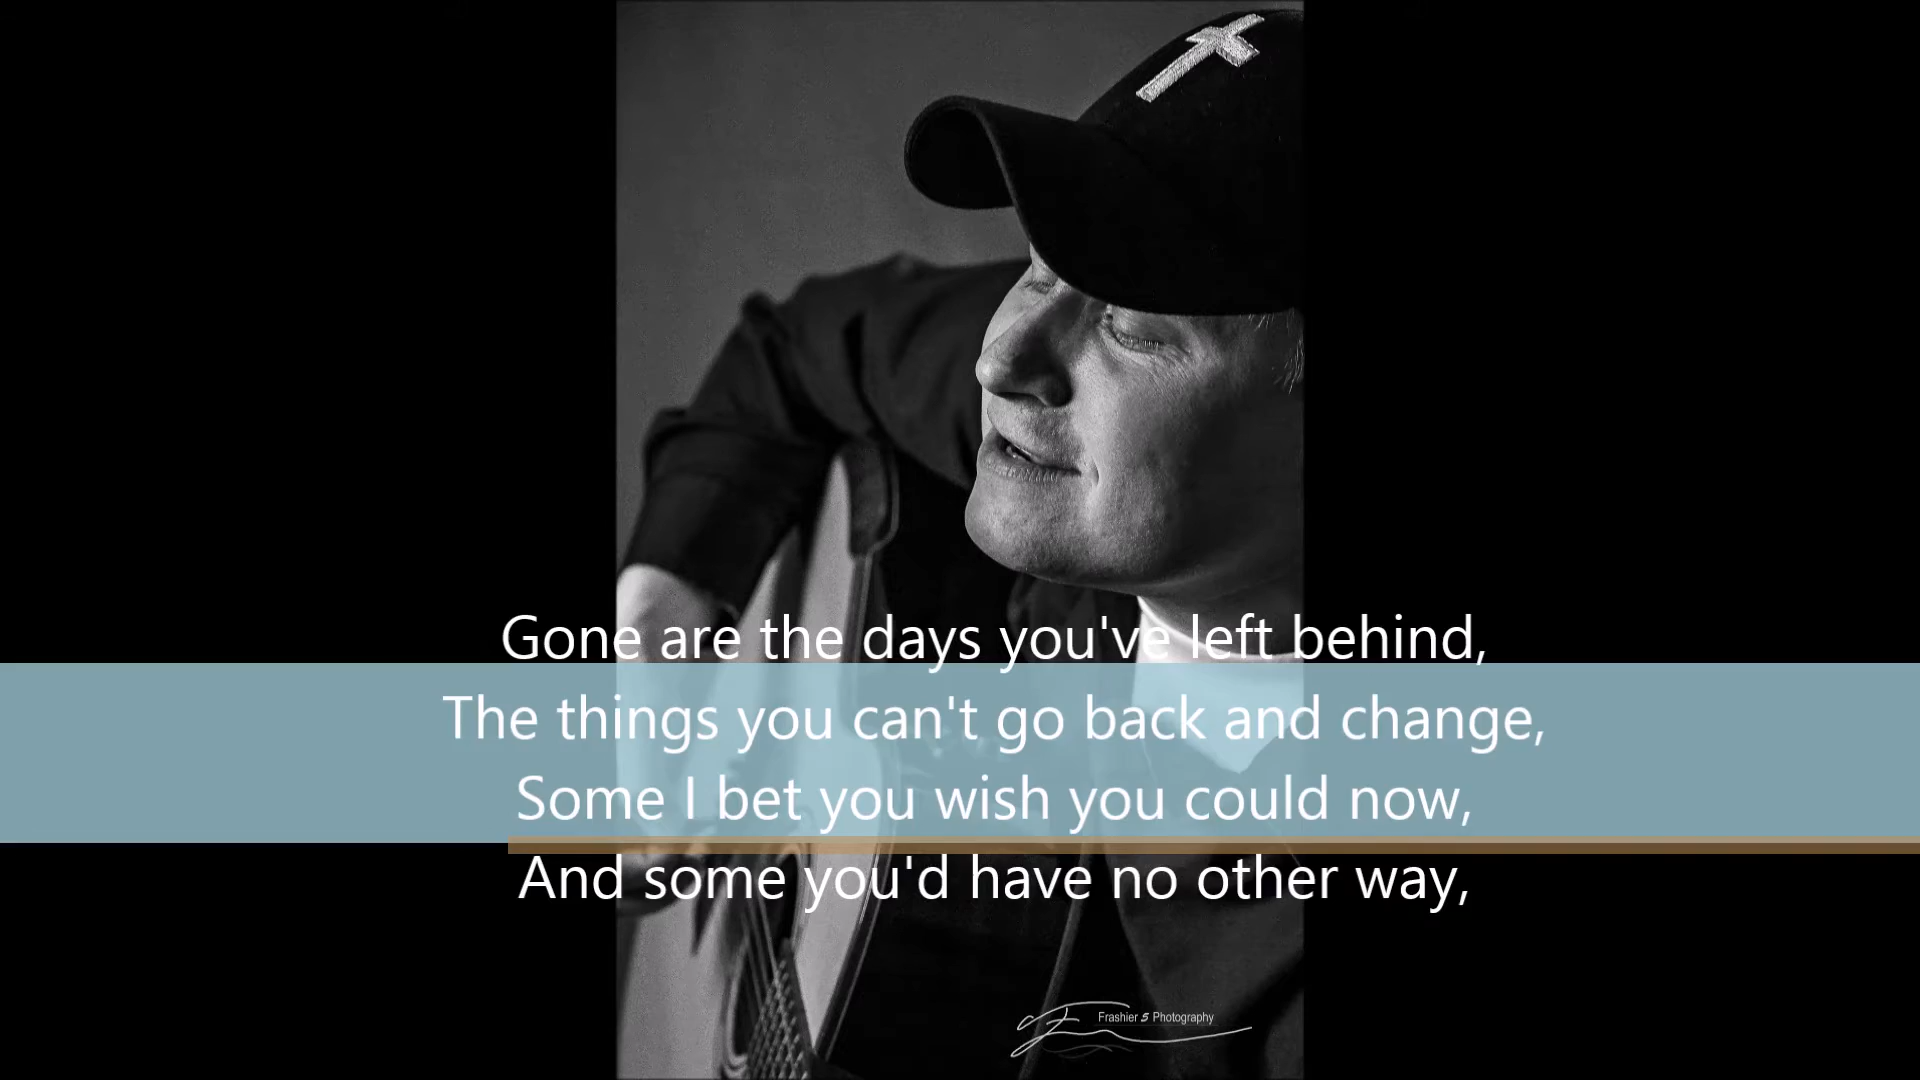 Gone are the days you've left behind,
The things you can't go back and change,
Some I bet you wish you could now,
And some you'd have no other way,
Frashier 5 Photography